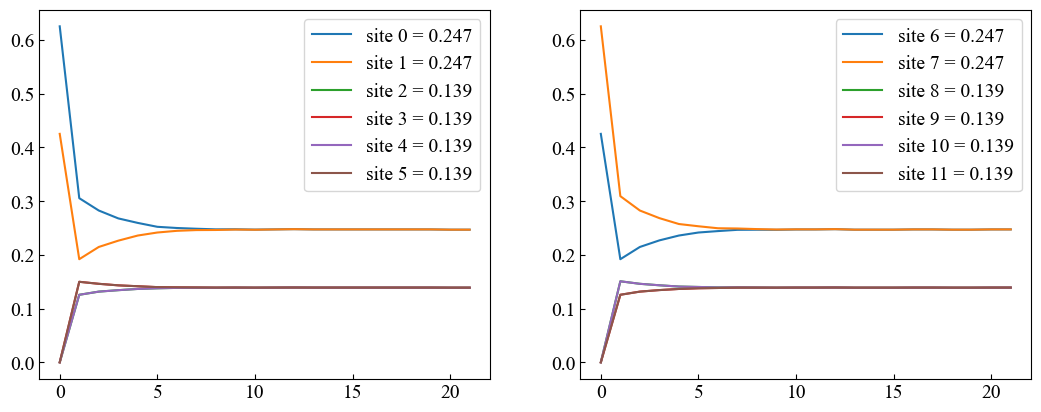 0.6
0.5
0.4
0.3
0.2
0.1
0.0
0 5 10 15 20
site 0 = 0.247
site 1 = 0.247
site 2 = 0.139
site 3 = 0.139
site 4 = 0.139
site 5 = 0.139
0.6
0.5
0.4
0.3
0.2
0.1
0.0
0 5 10 15 20
site 6 = 0.247
site 7 = 0.247
site 8 = 0.139
site 9 = 0.139
site 10 = 0.139
site 11 = 0.139